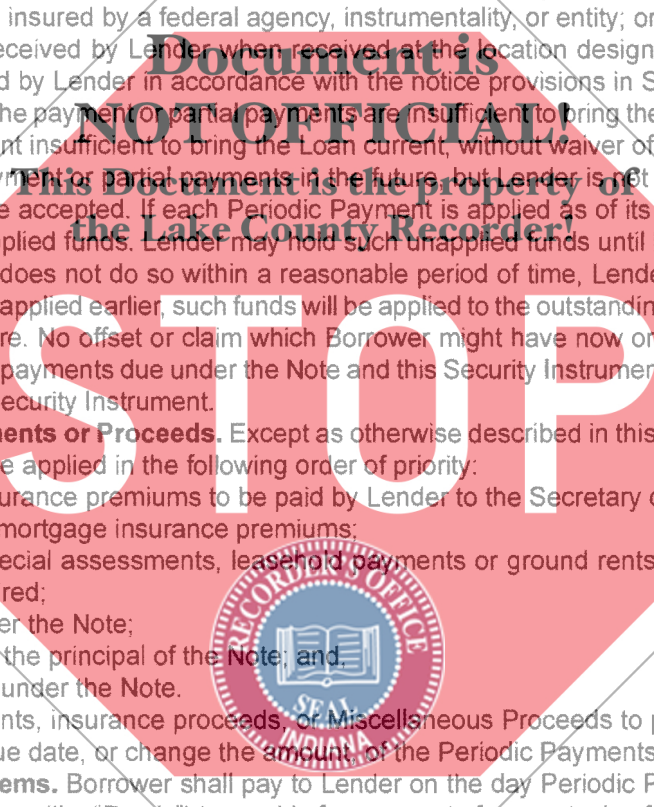 insured by a federal agency, instrumentality, or entity; or
Document is
eceived by Lender when received at the location design
d by Lender in accordance with the notice provisions in S
NOT OFFICIAL!
he payment or partial payments are insufficient to bring the
nt insufficient to bring the Loan current, without waiver of
This Document is the property of
yment or partial payments in the future, but Lender is not
e accepted. If each Periodic Payment is applied as of its
the Lake County Recorder!
plied funds. Lender may hold such unapplied funds until
does not do so within a reasonable period of time, Lende
applied earlier, such funds will be applied to the outstandin
re. No offset or claim which Borrower might have now or
payments due under the Note and this Security Instrumen
ecurity Instrument.
STOP
ents or Proceeds. Except as otherwise described in this
e applied in the following order of priority:
urance premiums to be paid by Lender to the Secretary o
mortgage insurance premiums;
ecial assessments, leasehold payments or ground rents
red;
er the Note;
the principal of the Note; and,
under the Note.
RECORDER'S OFFICE
SEAL
INDIANA
nts, insurance proceeds, or Miscellaneous Proceeds to p
ue date, or change the amount, of the Periodic Payments
ems. Borrower shall pay to Lender on the day Periodic P